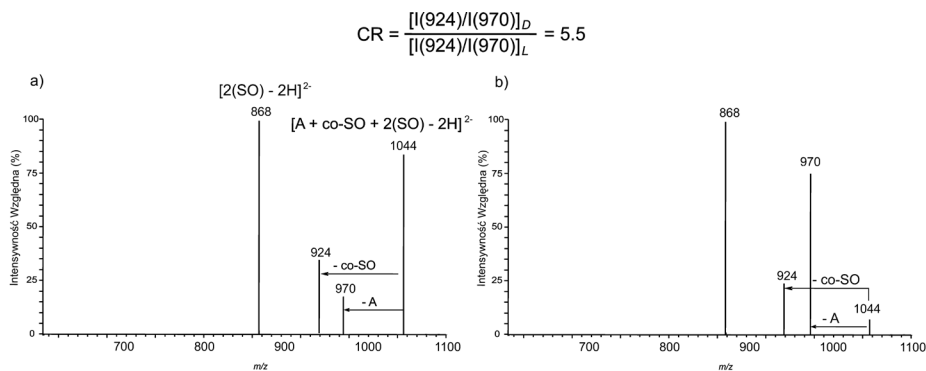 CR = [I(924)/I(970)]D / [I(924)/I(970)]L = 5.5
a)
[2(SO) - 2H]2-
868
[A + co-SO + 2(SO) - 2H]2-
1044
924
- co-SO
970
- A
100
75
50
25
0
Intensywność Względna (%)
700 800 900 1000 1100
m/z
b)
868
970
924
- co-SO
1044
- A
100
75
50
25
0
Intensywność Względna (%)
700 800 900 1000 1100
m/z